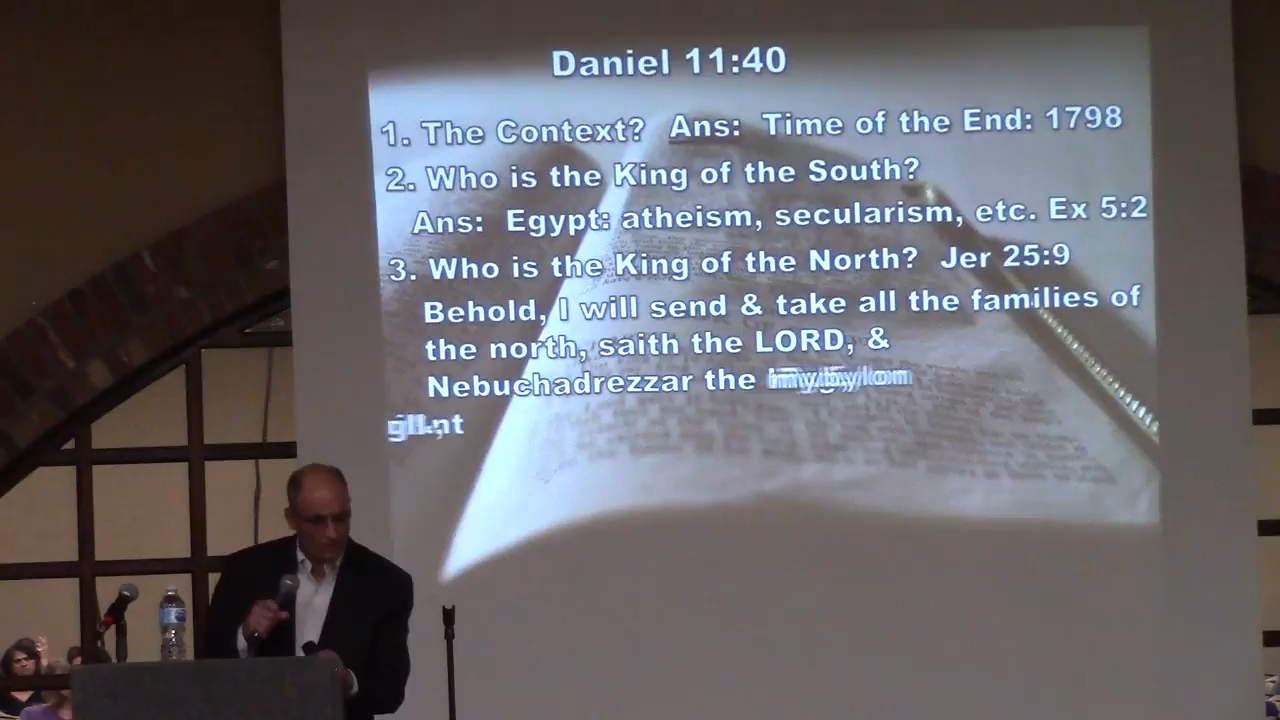 Daniel 11:40
1. The Context? Ans: Time of the End: 1798
2. Who is the King of the South?
Ans: Egypt: atheism, secularism, etc. Ex 5:2
3. Who is the King of the North? Jer 25:9
Behold, I will send & take all the families of
the north, saith the LORD, &
Nebuchadrezzar the